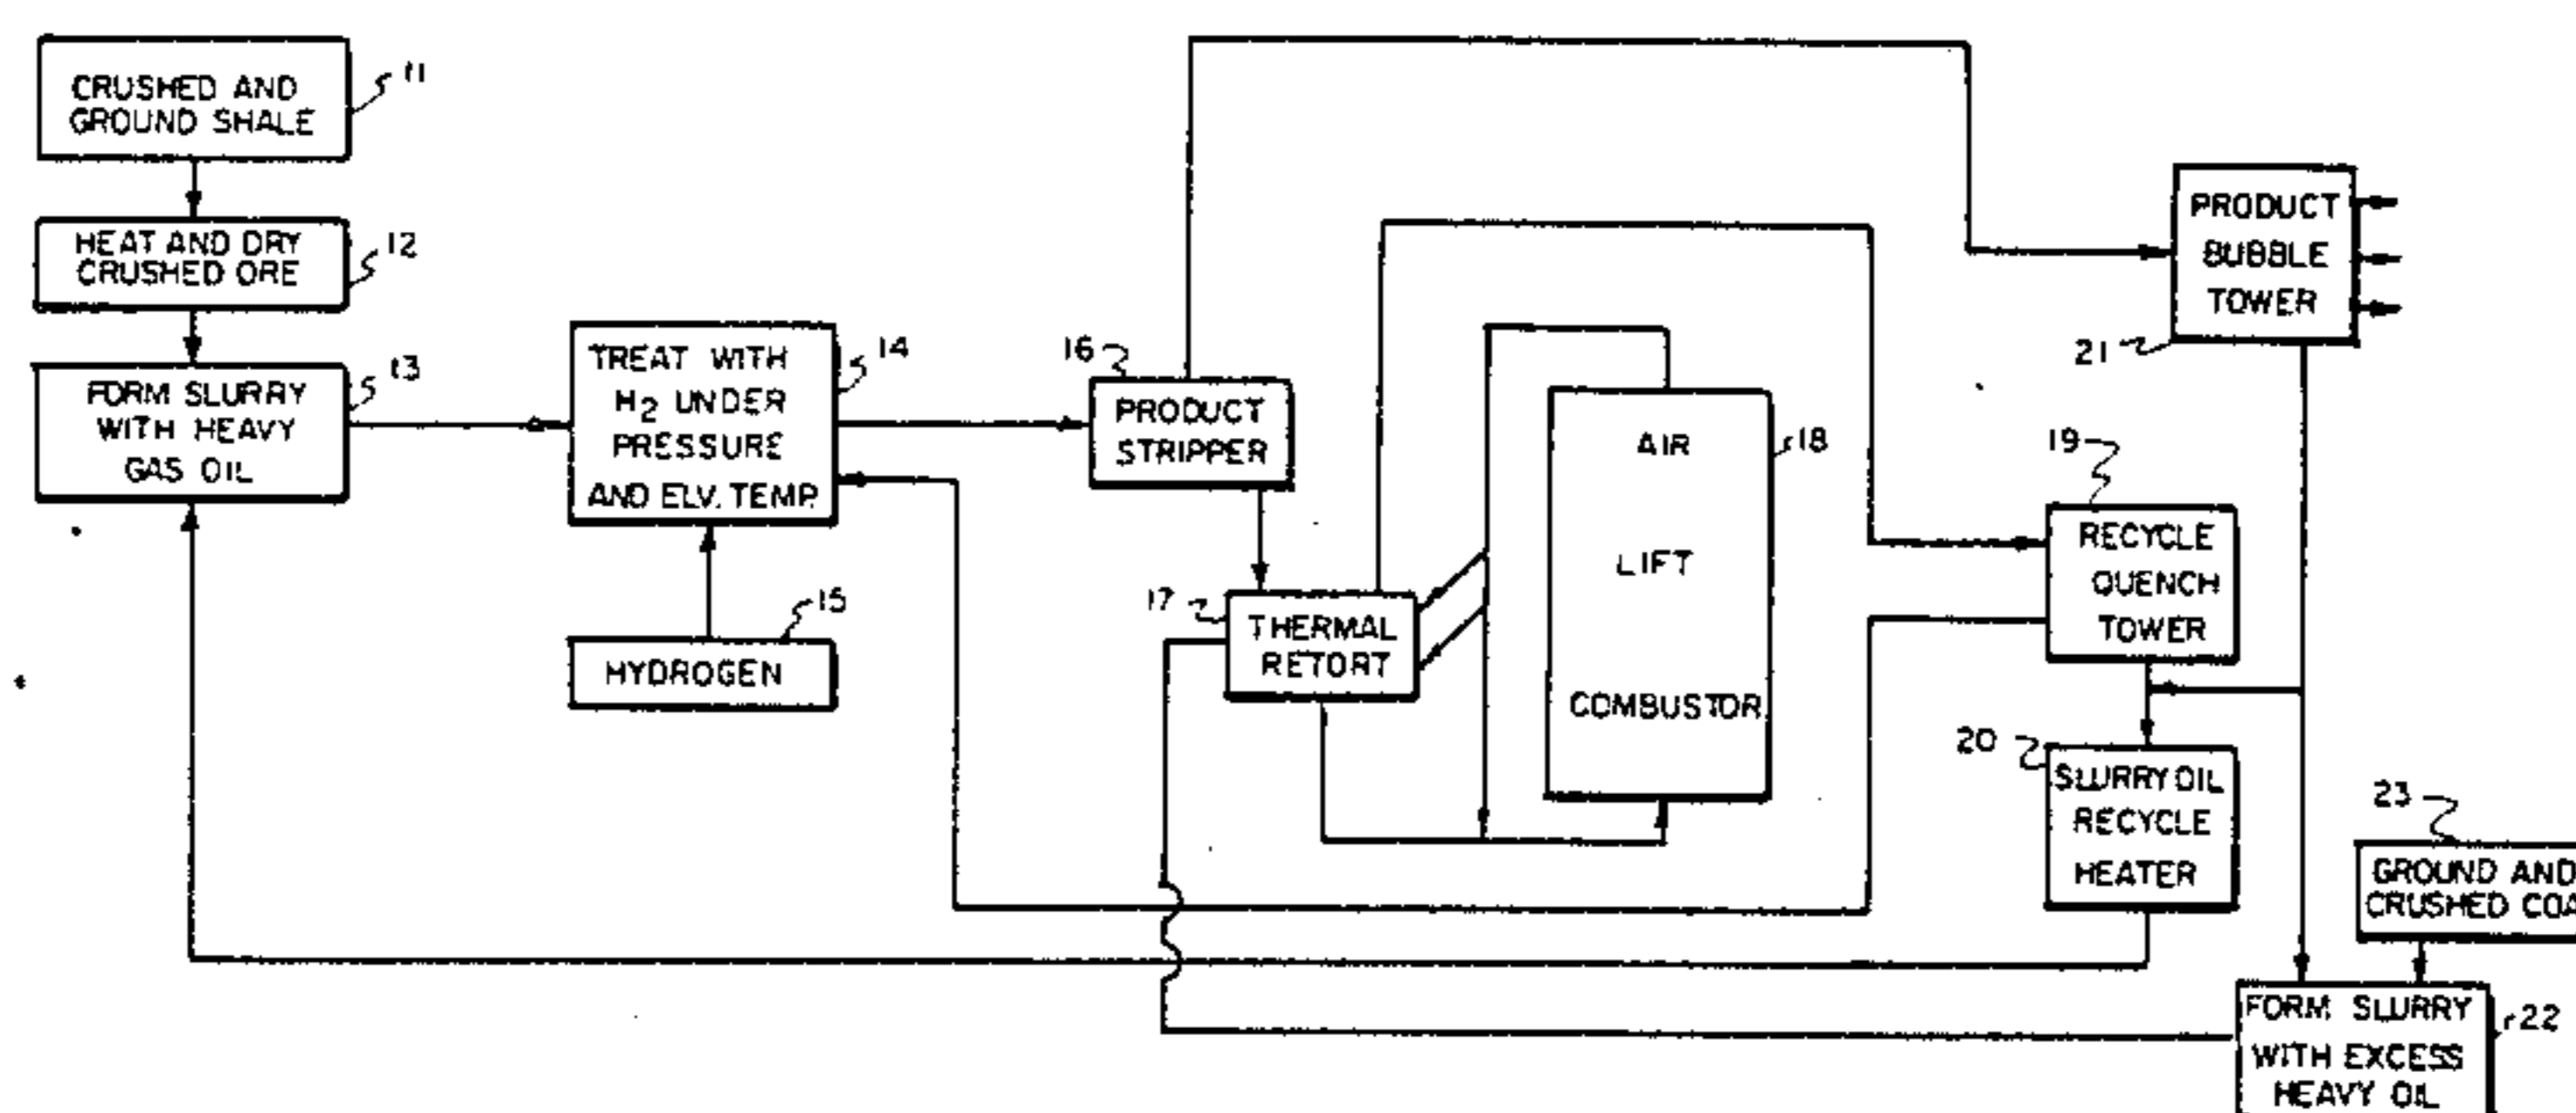 CRUSHED AND
GROUND SHALE
11
HEAT AND DRY
CRUSHED ORE
12
FORM SLURRY
WITH HEAVY
GAS OIL
13
TREAT WITH
H2 UNDER
PRESSURE
AND ELV. TEMP.
14
HYDROGEN
15
16
PRODUCT
STRIPPER
17
THERMAL
RETORT
AIR
LIFT
COMBUSTOR
18
PRODUCT
BUBBLE
TOWER
21
19
RECYCLE
QUENCH
TOWER
20
SLURRY OIL
RECYCLE
HEATER
23
GROUND AND
CRUSHED COA
FORM SLURRY
WITH EXCESS
HEAVY OIL
22